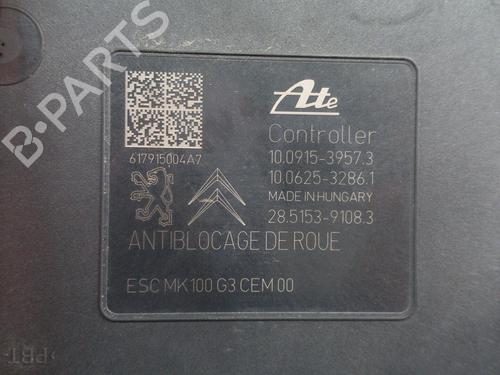 Ate
Controller
10.0915-3957.3
10.0625-3286.1
MADE IN HUNGARY
28.5153-9108.3
617915004A7
ANTIBLOCAGE DE ROUE
ESC MK100 G3 CEM 00
B-PARTS
PBT